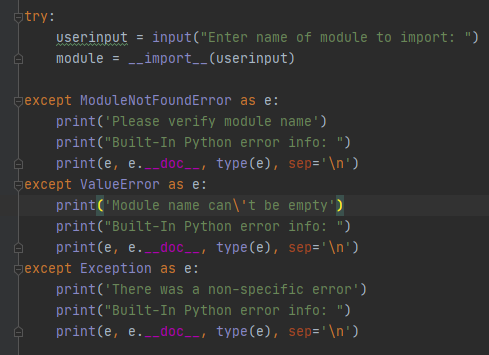 try:
    userinput = input("Enter name of module to import: ")
    module = __import__(userinput)

except ModuleNotFoundError as e:
    print('Please verify module name')
    print("Built-In Python error info: ")
    print(e, e.__doc__, type(e), sep='\n')
except ValueError as e:
    print('Module name can\'t be empty')
    print("Built-In Python error info: ")
    print(e, e.__doc__, type(e), sep='\n')
except Exception as e:
    print('There was a non-specific error')
    print("Built-In Python error info: ")
    print(e, e.__doc__, type(e), sep='\n')